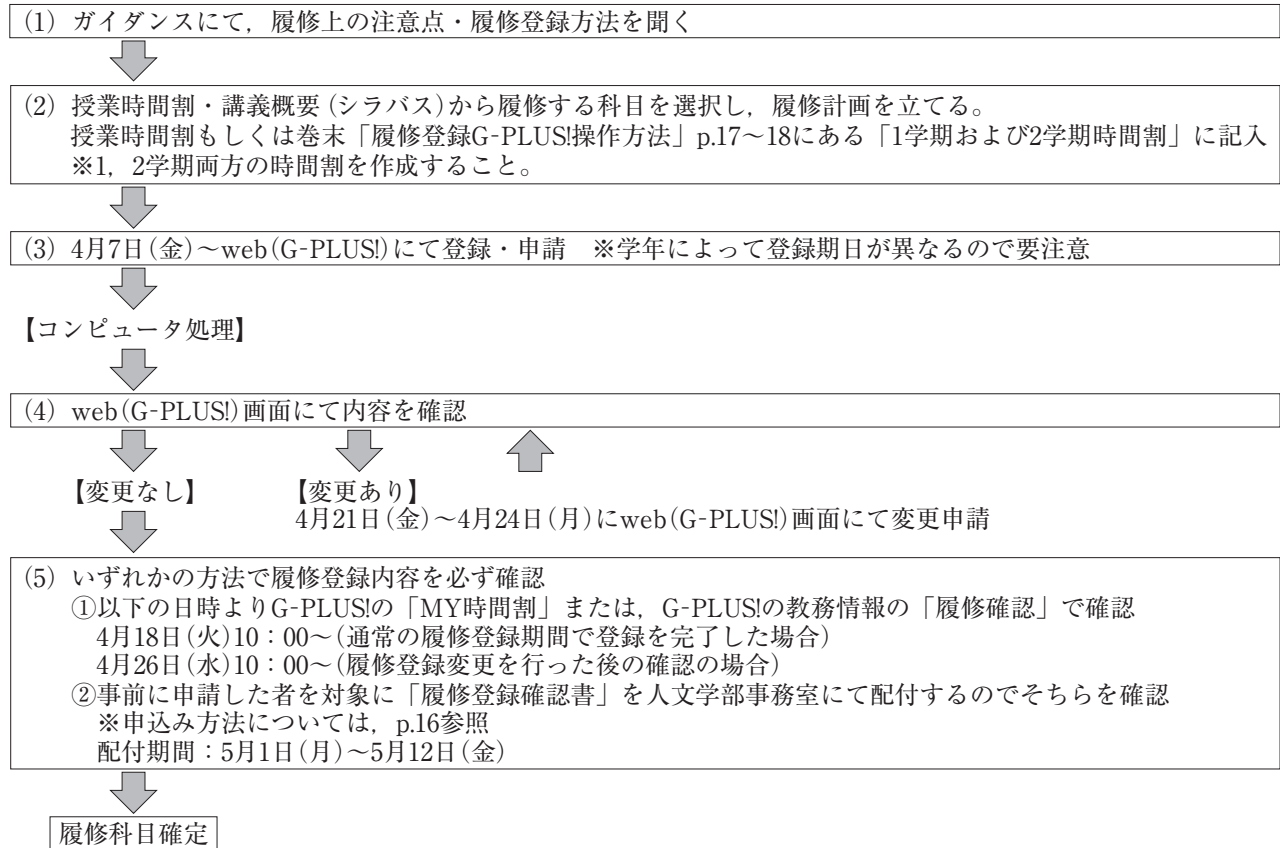 (1) ガイダンスにて，履修上の注意点・履修登録方法を聞く
(2) 授業時間割・講義概要(シラバス)から履修する科目を選択し，履修計画を立てる。
授業時間割もしくは巻末「履修登録G-PLUS!操作方法」p.17～18にある「1学期および2学期時間割」に記入
※1，2学期両方の時間割を作成すること。
(3) 4月7日(金)～web(G-PLUS!)にて登録・申請　※学年によって登録期日が異なるので要注意
【コンピュータ処理】
(4) web(G-PLUS!)画面にて内容を確認
【変更なし】　【変更あり】
4月21日(金)～4月24日(月)にweb(G-PLUS!)画面にて変更申請
(5) いずれかの方法で履修登録内容を必ず確認
①以下の日時よりG-PLUS!の「MY時間割」または，G-PLUS!の教務情報の「履修確認」で確認
4月18日(火)10：00～(通常の履修登録期間で登録を完了した場合)
4月26日(水)10：00～(履修登録変更を行った後の確認の場合)
②事前に申請した者を対象に「履修登録確認書」を人文学部事務室にて配付するのでそちらを確認
※申込み方法については，p.16参照
配付期間：5月1日(月)～5月12日(金)
履修科目確定